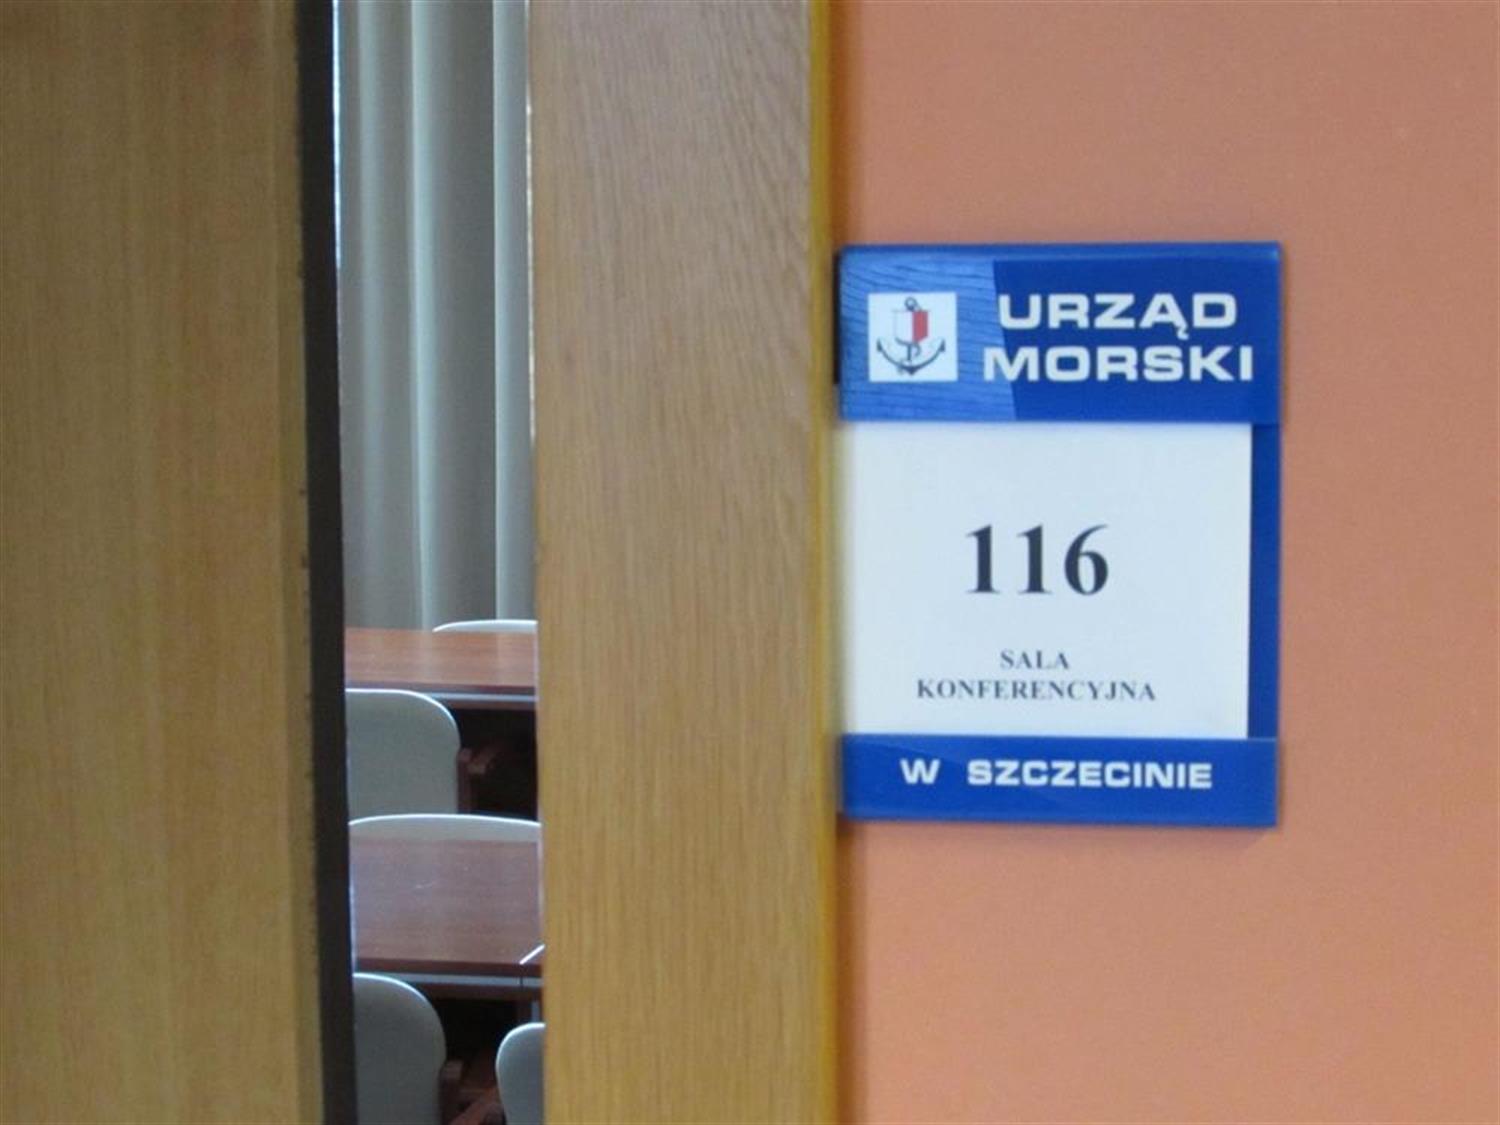 URZĄD
MORSKI
116
SALA
KONFERENCYJNA
W SZCZECINIE